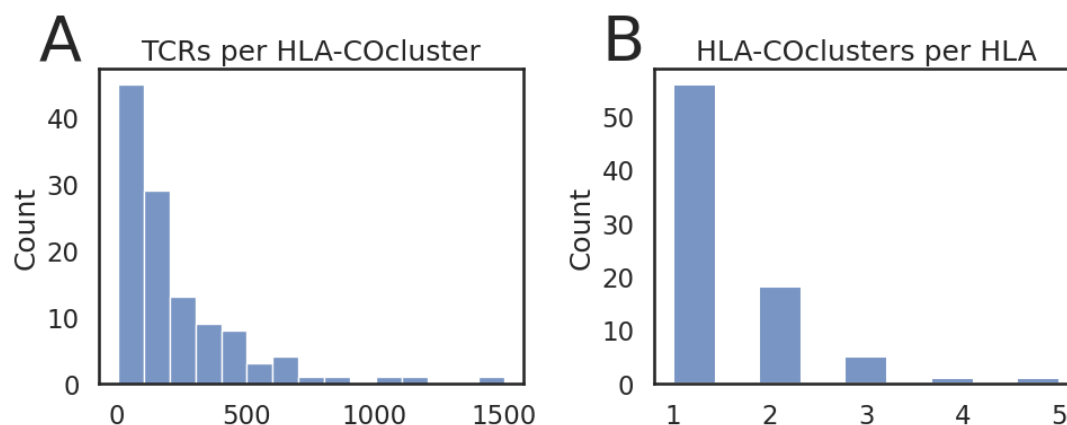 A
TCRs per HLA-COcluster
Count
40
30
20
10
0
0 500 1000 1500
B
HLA-COclusters per HLA
Count
50
40
30
20
10
0
1 2 3 4 5